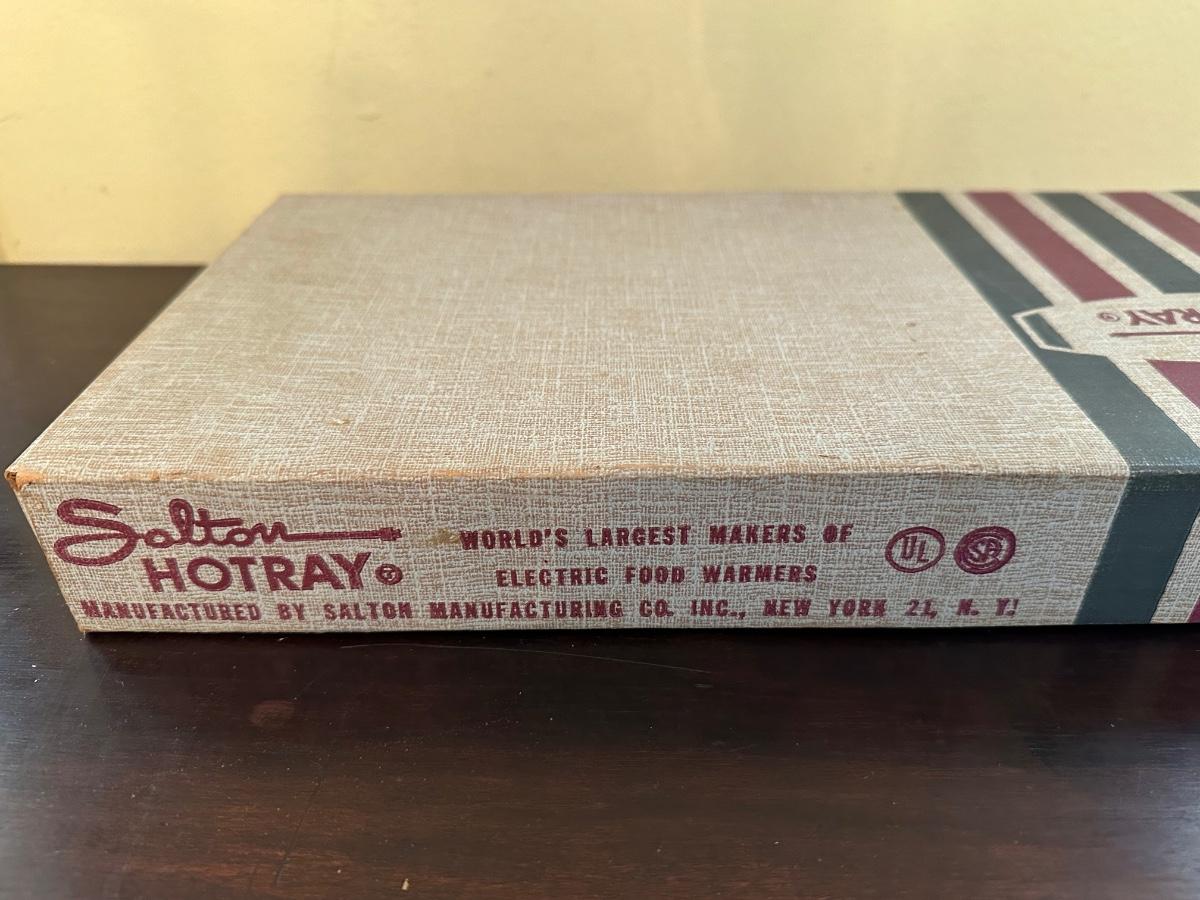 Salton
HOTRAY®
WORLD'S LARGEST MAKERS OF
ELECTRIC FOOD WARMERS
UL
MANUFACTURED BY SALTON MANUFACTURING CO. INC., NEW YORK 21, N. Y.
RAY®